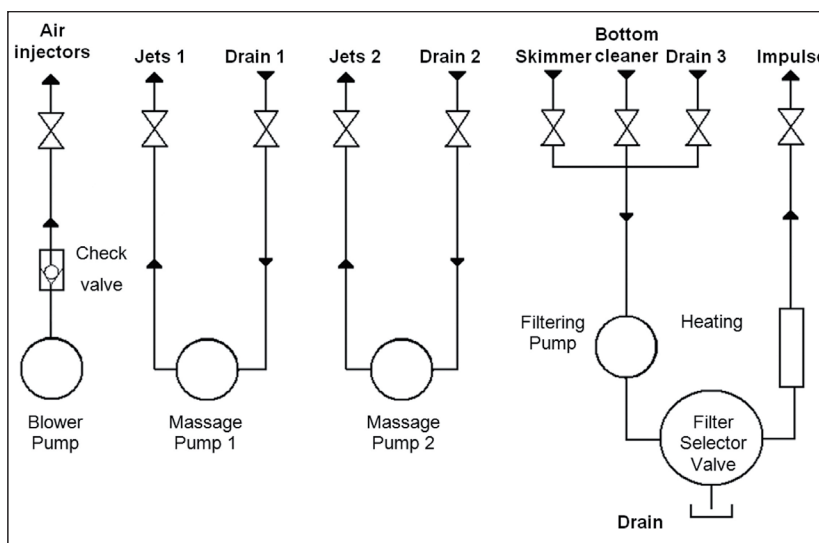 Air
injectors
Jets 1
Drain 1
Jets 2
Drain 2
Skimmer
Bottom
cleaner
Drain 3
Impulse
Check
valve
Filtering
Pump
Heating
Blower
Pump
Massage
Pump 1
Massage
Pump 2
Filter
Selector
Valve
Drain